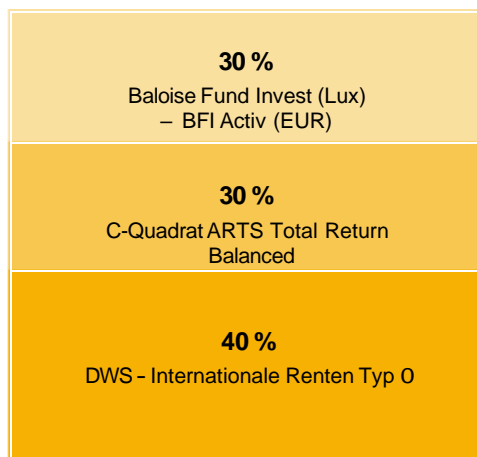 30 %
Baloise Fund Invest (Lux)
– BFI Activ (EUR)
30 %
C-Quadrat ARTS Total Return
Balanced
40 %
DWS – Internationale Renten Typ O